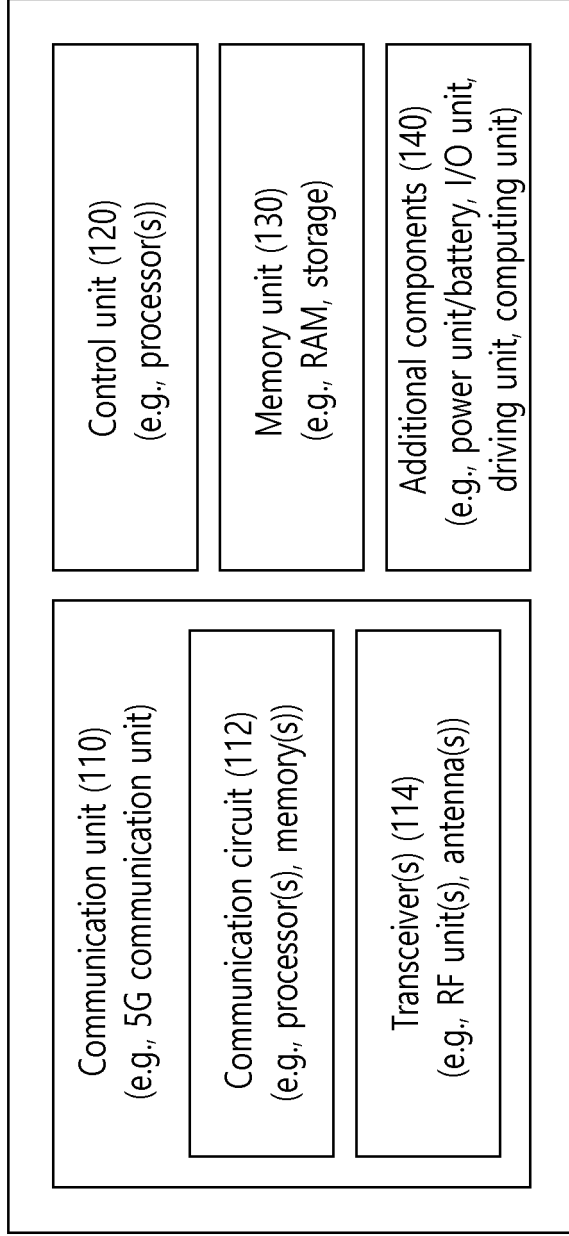 Communication unit (110)
(e.g., 5G communication unit)
Communication circuit (112)
(e.g., processor(s), memory(s))
Transceiver(s) (114)
(e.g., RF unit(s), antenna(s))
Control unit (120)
(e.g., processor(s))
Memory unit (130)
(e.g., RAM, storage)
Additional components (140)
(e.g., power unit/battery, I/O unit,
driving unit, computing unit)